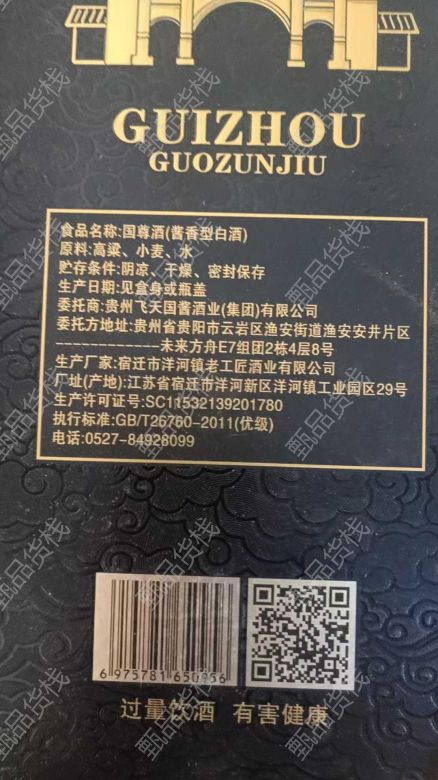 GUIZHOU
GUOZUNJIU
食品名称:国尊酒(酱香型白酒)
原料:高粱、小麦、水
贮存条件:阴凉、干燥、密封保存
生产日期:见盒身或瓶盖
委托商:贵州飞天国酱酒业(集团)有限公司
委托方地址:贵州省贵阳市云岩区渔安街道渔安安井片区
------------未来方舟E7组团2栋4层8号
生产厂家:宿迁市洋河镇老工匠酒业有限公司
厂址(产地):江苏省宿迁市洋河新区洋河镇工业园区29号
生产许可证号:SC11532139201780
执行标准:GB/T26760-2011(优级)
电话:0527-84928099
过量饮酒 有害健康
甄品货栈